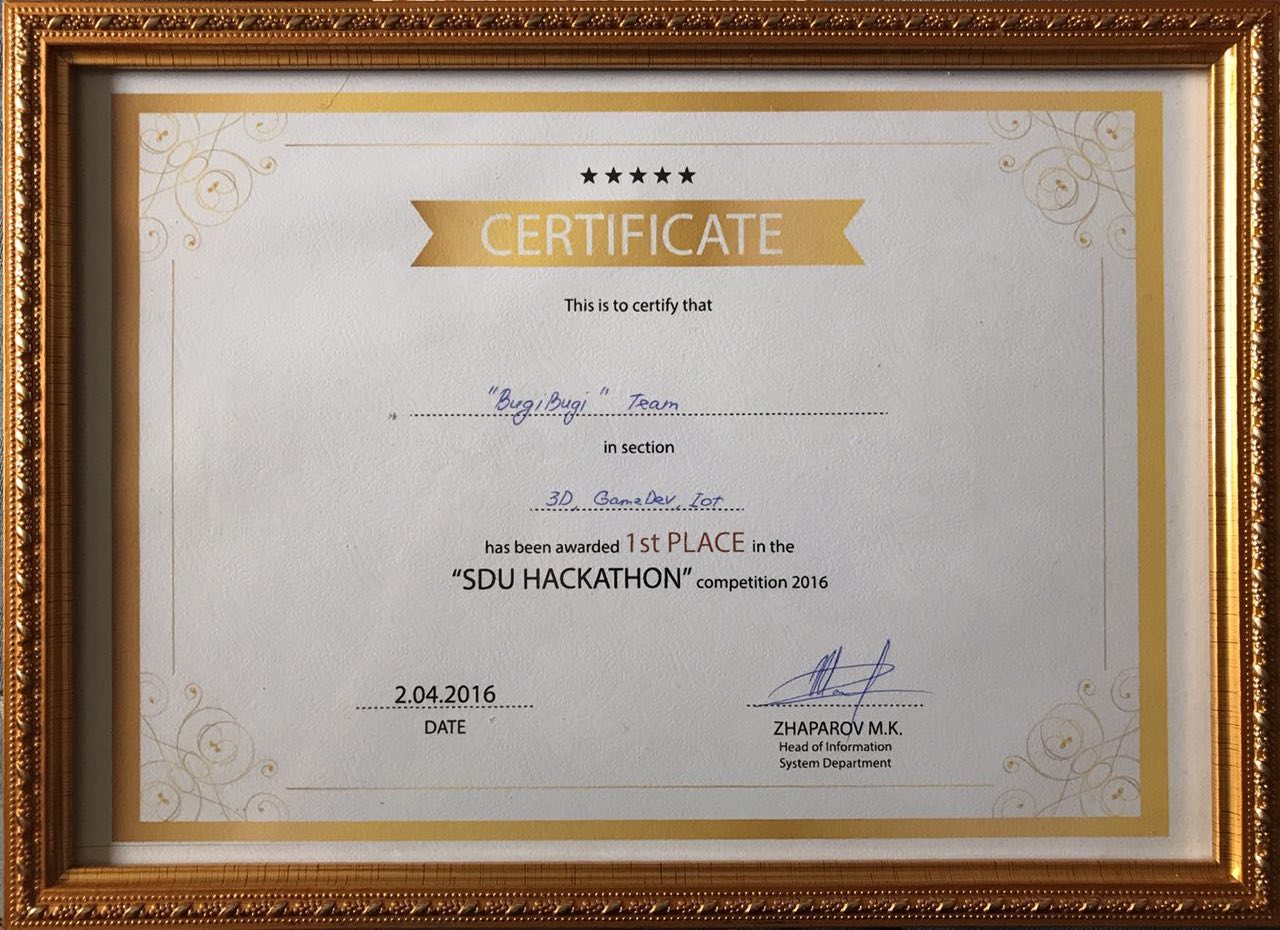 ★★★★★
CERTIFICATE
This is to certify that
"BugiBugi" Team
in section
3D, GameDev, Iot
has been awarded 1st PLACE in the
“SDU HACKATHON” competition 2016
2.04.2016
DATE
ZHAPAROV M.K.
Head of Information
System Department